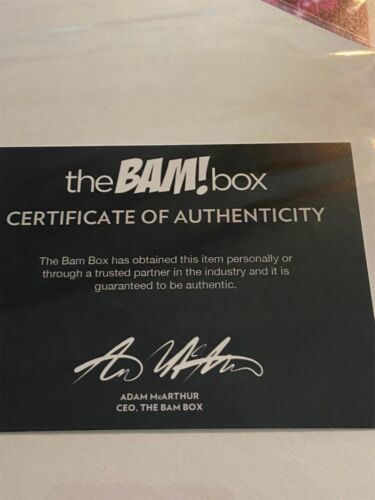 the BAM! box
CERTIFICATE OF AUTHENTICITY
The Bam Box has obtained this item personally or
through a trusted partner in the industry and it is
guaranteed to be authentic.
ADAM McARTHUR
CEO, THE BAM BOX